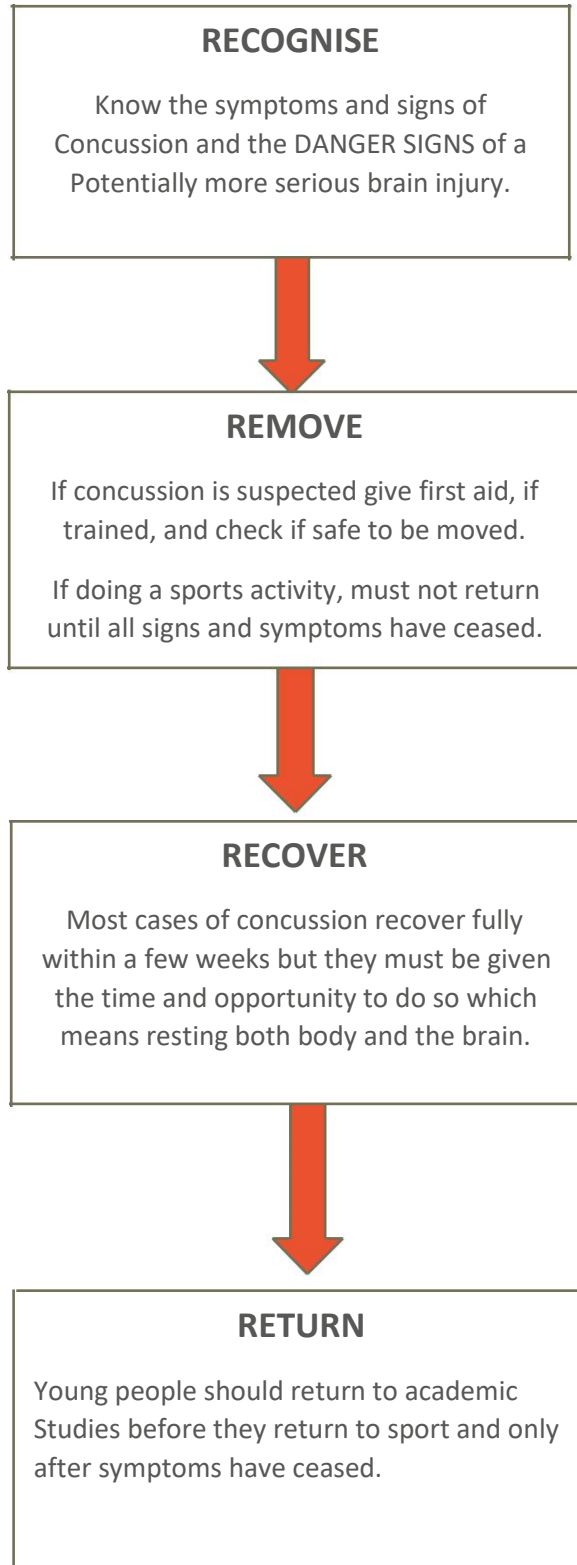 RECOGNISE
Know the symptoms and signs of
Concussion and the DANGER SIGNS of a
Potentially more serious brain injury.
REMOVE
If concussion is suspected give first aid, if
trained, and check if safe to be moved.
If doing a sports activity, must not return
until all signs and symptoms have ceased.
RECOVER
Most cases of concussion recover fully
within a few weeks but they must be given
the time and opportunity to do so which
means resting both body and the brain.
RETURN
Young people should return to academic
Studies before they return to sport and only
after symptoms have ceased.